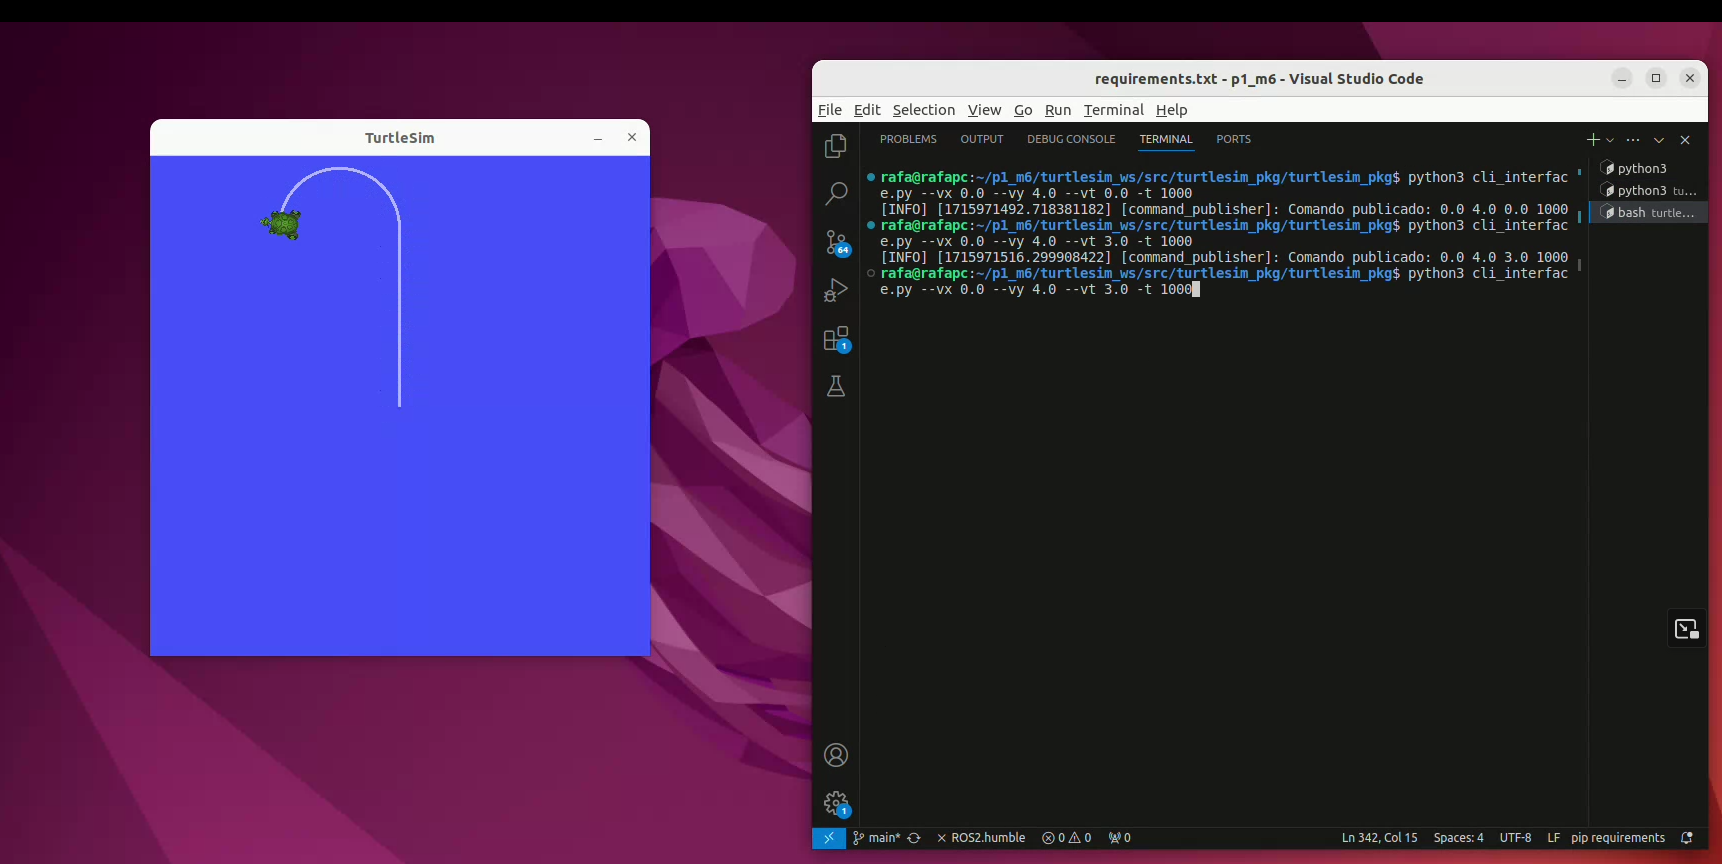 requirements.txt - p1_m6 - Visual Studio Code
File Edit Selection View Go Run Terminal Help
TurtleSim
PROBLEMS OUTPUT DEBUG CONSOLE TERMINAL PORTS
rafa@rafapc:~/p1_m6/turtlesim_ws/src/turtlesim_pkg/turtlesim_pkg$ python3 cli_interfac
e.py --vx 0.0 --vy 4.0 --vt 0.0 -t 1000
[INFO] [1715971492.718381182] [command_publisher]: Comando publicado: 0.0 4.0 0.0 1000
rafa@rafapc:~/p1_m6/turtlesim_ws/src/turtlesim_pkg/turtlesim_pkg$ python3 cli_interfac
e.py --vx 0.0 --vy 4.0 --vt 3.0 -t 1000
[INFO] [1715971516.299908422] [command_publisher]: Comando publicado: 0.0 4.0 3.0 1000
rafa@rafapc:~/p1_m6/turtlesim_ws/src/turtlesim_pkg/turtlesim_pkg$ python3 cli_interfac
e.py --vx 0.0 --vy 4.0 --vt 3.0 -t 1000
python3
python3 tu...
bash turtle...
64
1
1
main* ROS2.humble 0 0 0 Ln 342, Col 15 Spaces: 4 UTF-8 LF pip requirements